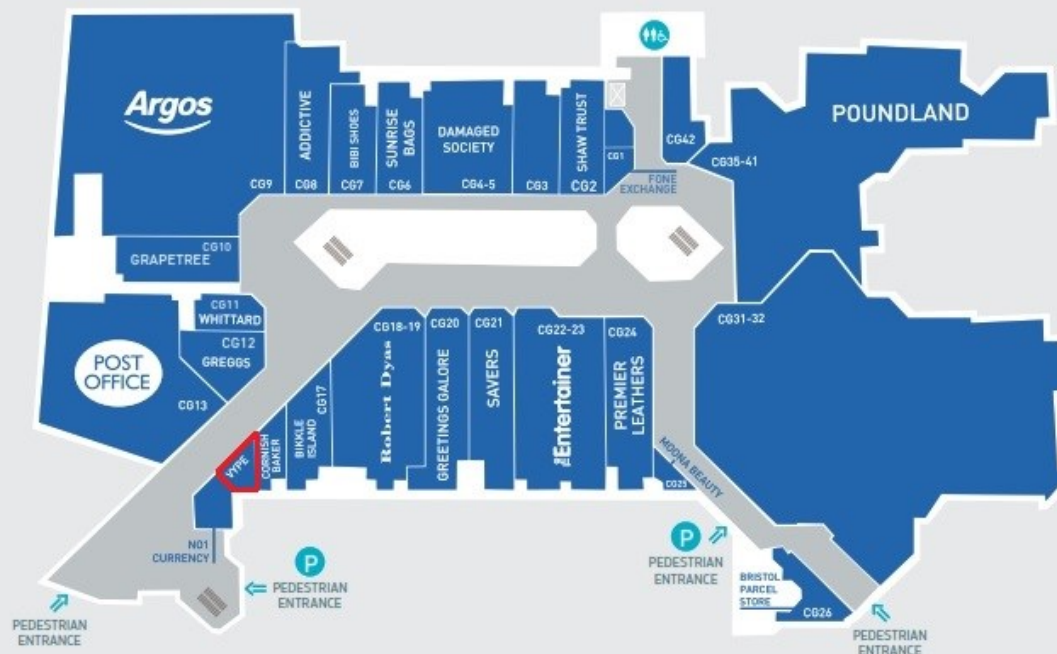 Argos
CG9
ADDICTIVE
CG8
BIBI SHOES
CG7
SUNRISE
BAGS
CG6
DAMAGED
SOCIETY
CG4-5
CG3
SHAW TRUST
CG2
CG1
FONE
EXCHANGE
CG42
CG35-41
POUNDLAND
CG10
GRAPETREE
CG11
WHITTARD
CG12
GREGGS
POST
OFFICE
CG13
VYPE
CORNISH
BAKER
BIKKLE
ISLAND
CG17
CG18-19
Robert Dyas
CG20
GREETINGS GALORE
CG21
SAVERS
CG22-23
THE Entertainer
CG24
PREMIER
LEATHERS
CG25
MOONA BEAUTY
CG31-32
NO1
CURRENCY
P
PEDESTRIAN
ENTRANCE
PEDESTRIAN
ENTRANCE
P
PEDESTRIAN
ENTRANCE
BRISTOL
PARCEL
STORE
CG26
PEDESTRIAN
ENTRANCE